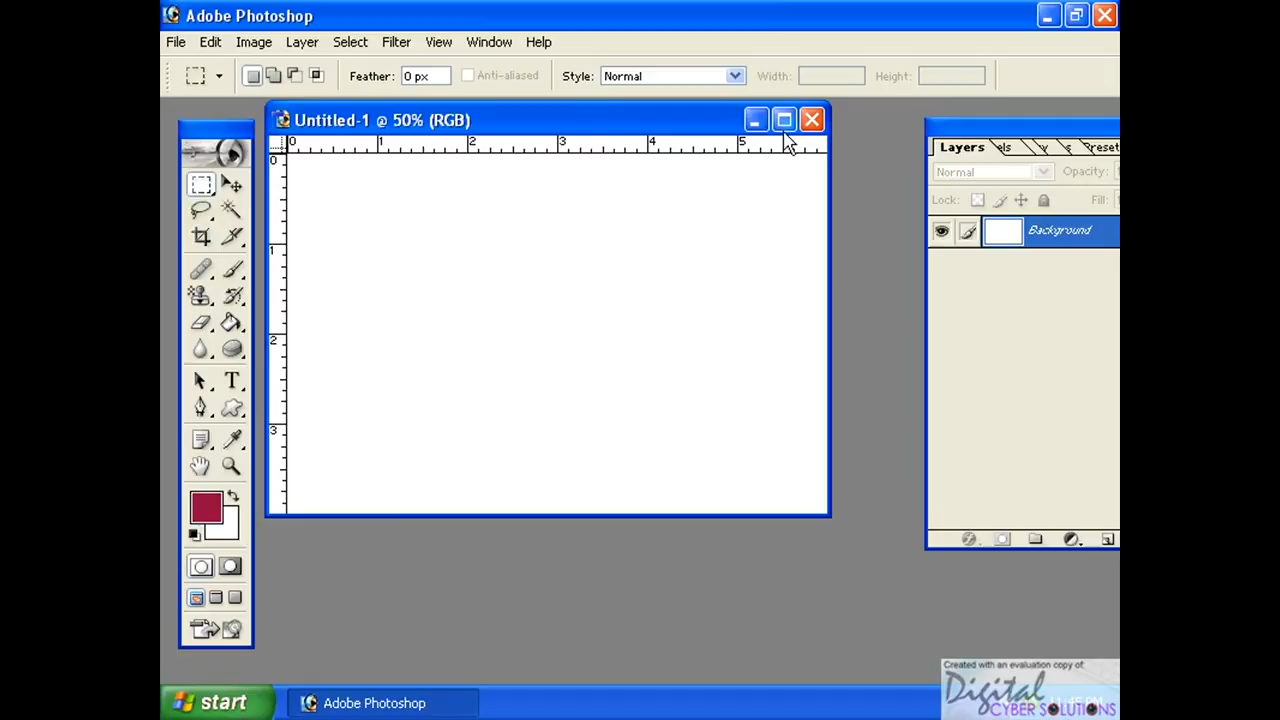 Adobe Photoshop
File Edit Image Layer Select Filter View Window Help
Feather: 0 px Anti-aliased Style: Normal Width: Height:
Untitled-1 @ 50% (RGB)
0 1 2 3 4 5
0
1
2
3
Layers els Preset
Normal Opacity:
Lock: Fill:
Background
T
Created with an evaluation copy of:
Digital
CYBER SOLUTIONS
start Adobe Photoshop